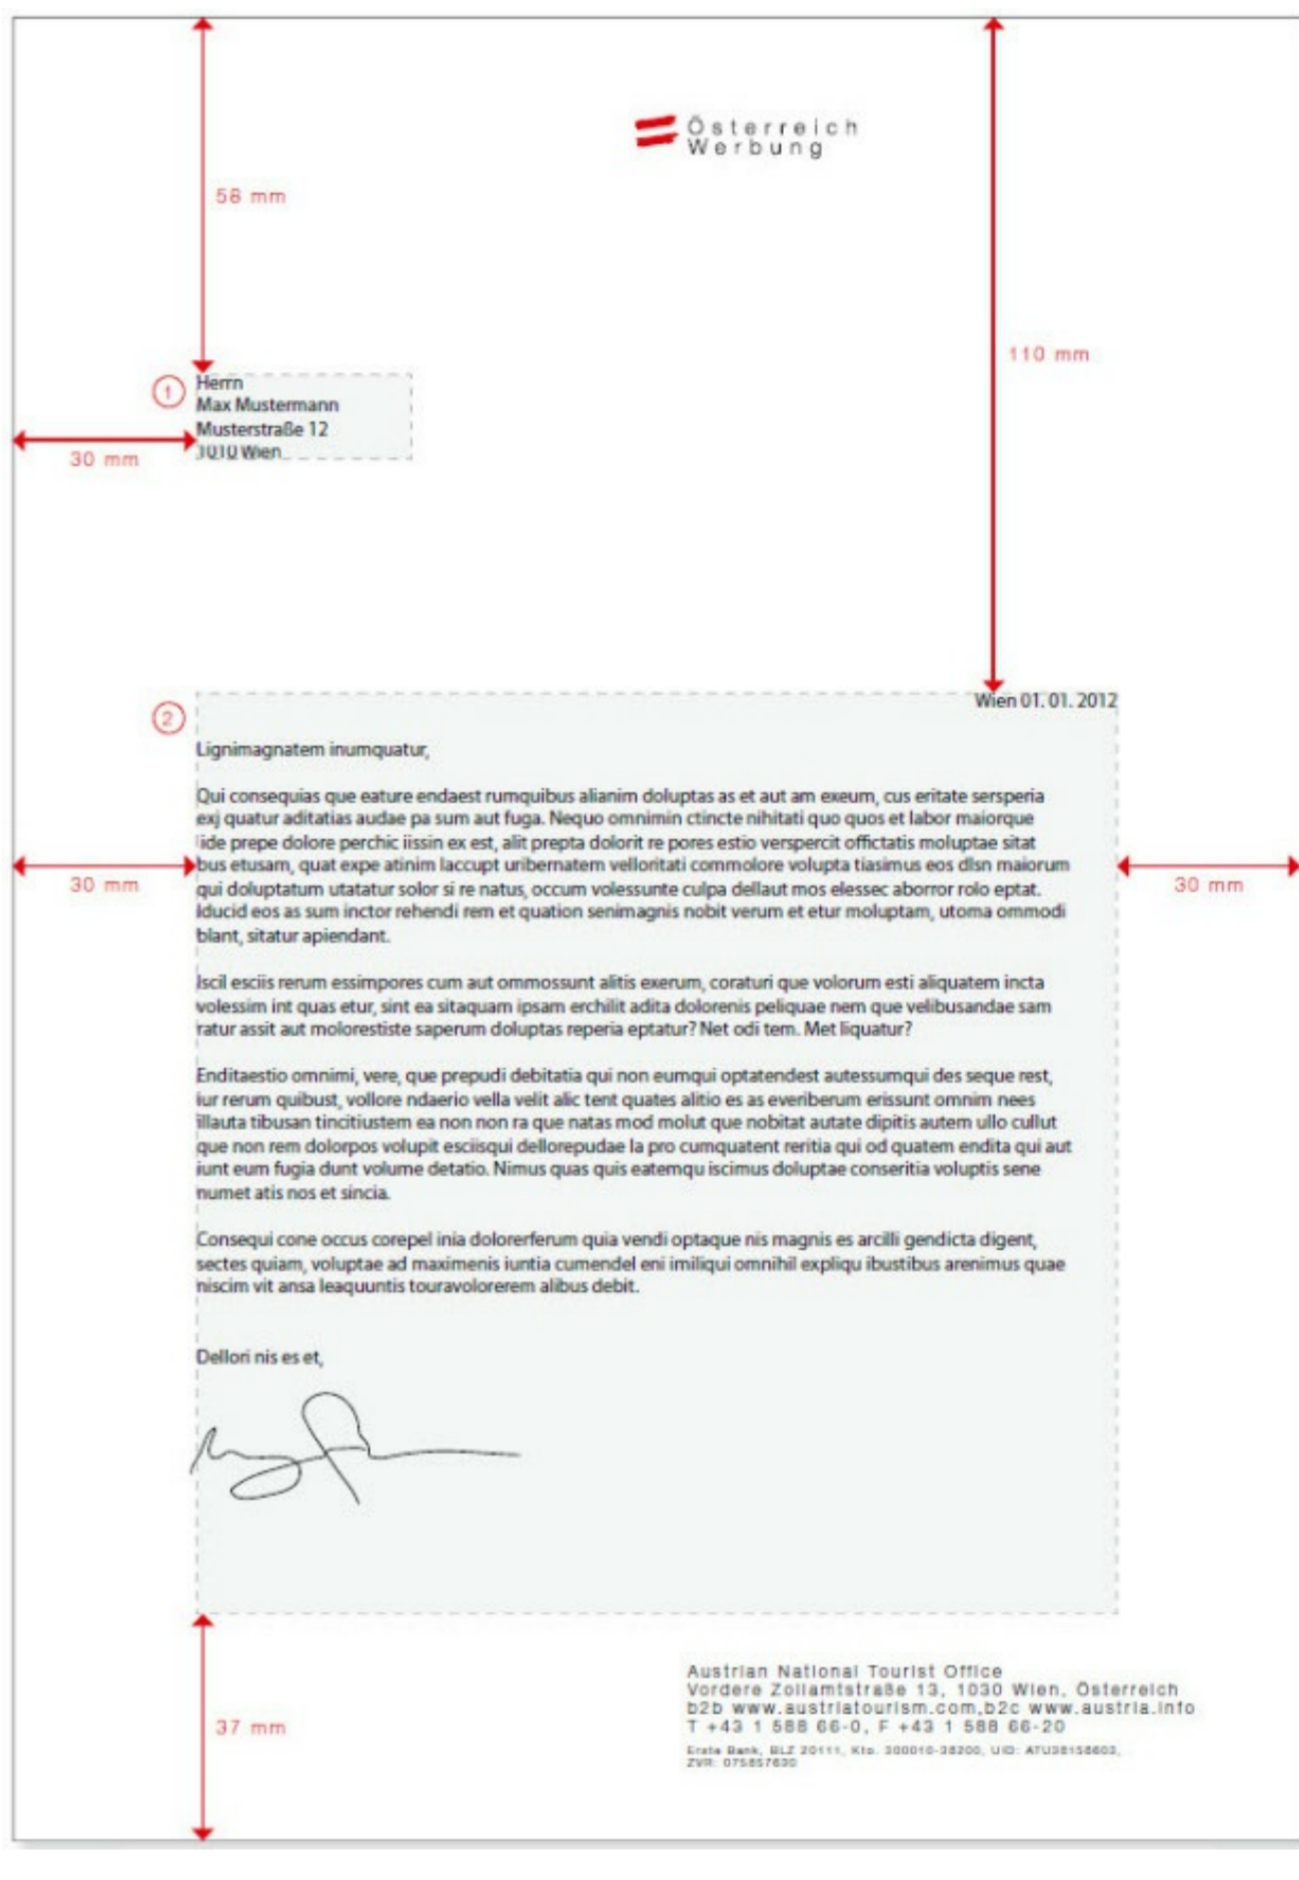 Österreich
Werbung
58 mm
110 mm
1
Herrn
Max Mustermann
Musterstraße 12
1010 Wien
30 mm
2
Wien 01. 01. 2012
Lignimagnatem inumquatur,
Qui consequias que eature endaest rumquibus alianim doluptas as et aut am exeum, cus eritate sersperia
exj quatur aditatias audae pa sum aut fuga. Nequo omnimin ctincte nihitati quo quos et labor maiorque
ide prepe dolore perchic iissin ex est, alit prepta dolorit re pores estio verspercit offictatis moluptae sitat
bus etusam, quat expe atinim laccupt uribernatem velloritati commolore volupta tiasimus eos dlsn maiorum
qui doluptatum utatatur solor si re natus, occum volessunte culpa dellaut mos elessec aborror rolo eptat.
Iducid eos as sum inctor rehendi rem et quation senimagnis nobit verum et etur moluptam, utoma ommodi
blant, sitatur apiendant.
30 mm
30 mm
Iscil esciis rerum essimpores cum aut ommossunt alitis exerum, coraturi que volorum esti aliquatem incta
volessim int quas etur, sint ea sitaquam ipsam erchilit adita dolorenis peliquae nem que velibusandae sam
ratur assit aut molorestiste saperum doluptas reperia eptatur? Net odi tem. Met liquatur?
Enditaestio omnimi, vere, que prepudi debitatia qui non eumqui optatendest autessumqui des seque rest,
iur rerum quibust, vollore ndaerio vella velit alic tent quates alitio es as everiberum erissunt omnim nees
illauta tibusan tincitiustem ea non non ra que natas mod molut que nobitat autate dipitis autem ullo cullut
que non rem dolorpos volupit esciisqui dellorepudae la pro cumquatent reritia qui od quatem endita qui aut
iunt eum fugia dunt volume detatio. Nimus quas quis eatemqu iscimus doluptae conseritia voluptis sene
numet atis nos et sincia.
Consequi cone occus corepel inia dolorerferum quia vendi optaque nis magnis es arcilli gendicta digent,
sectes quiam, voluptae ad maximenis iuntia cumendel eni imiliqui omnihil expliqu ibustibus arenimus quae
niscim vit ansa leaquuntis touravolorerem alibus debit.
Dellori nis es et,
37 mm
Austrian National Tourist Office
Vordere Zollamtstraße 13, 1030 Wien, Österreich
b2b www.austriatourism.com,b2c www.austria.info
T +43 1 588 66-0, F +43 1 588 66-20
Erste Bank, BLZ 20111, Kto. 300010-38200, UID: ATU38158603,
ZVR: 075857630